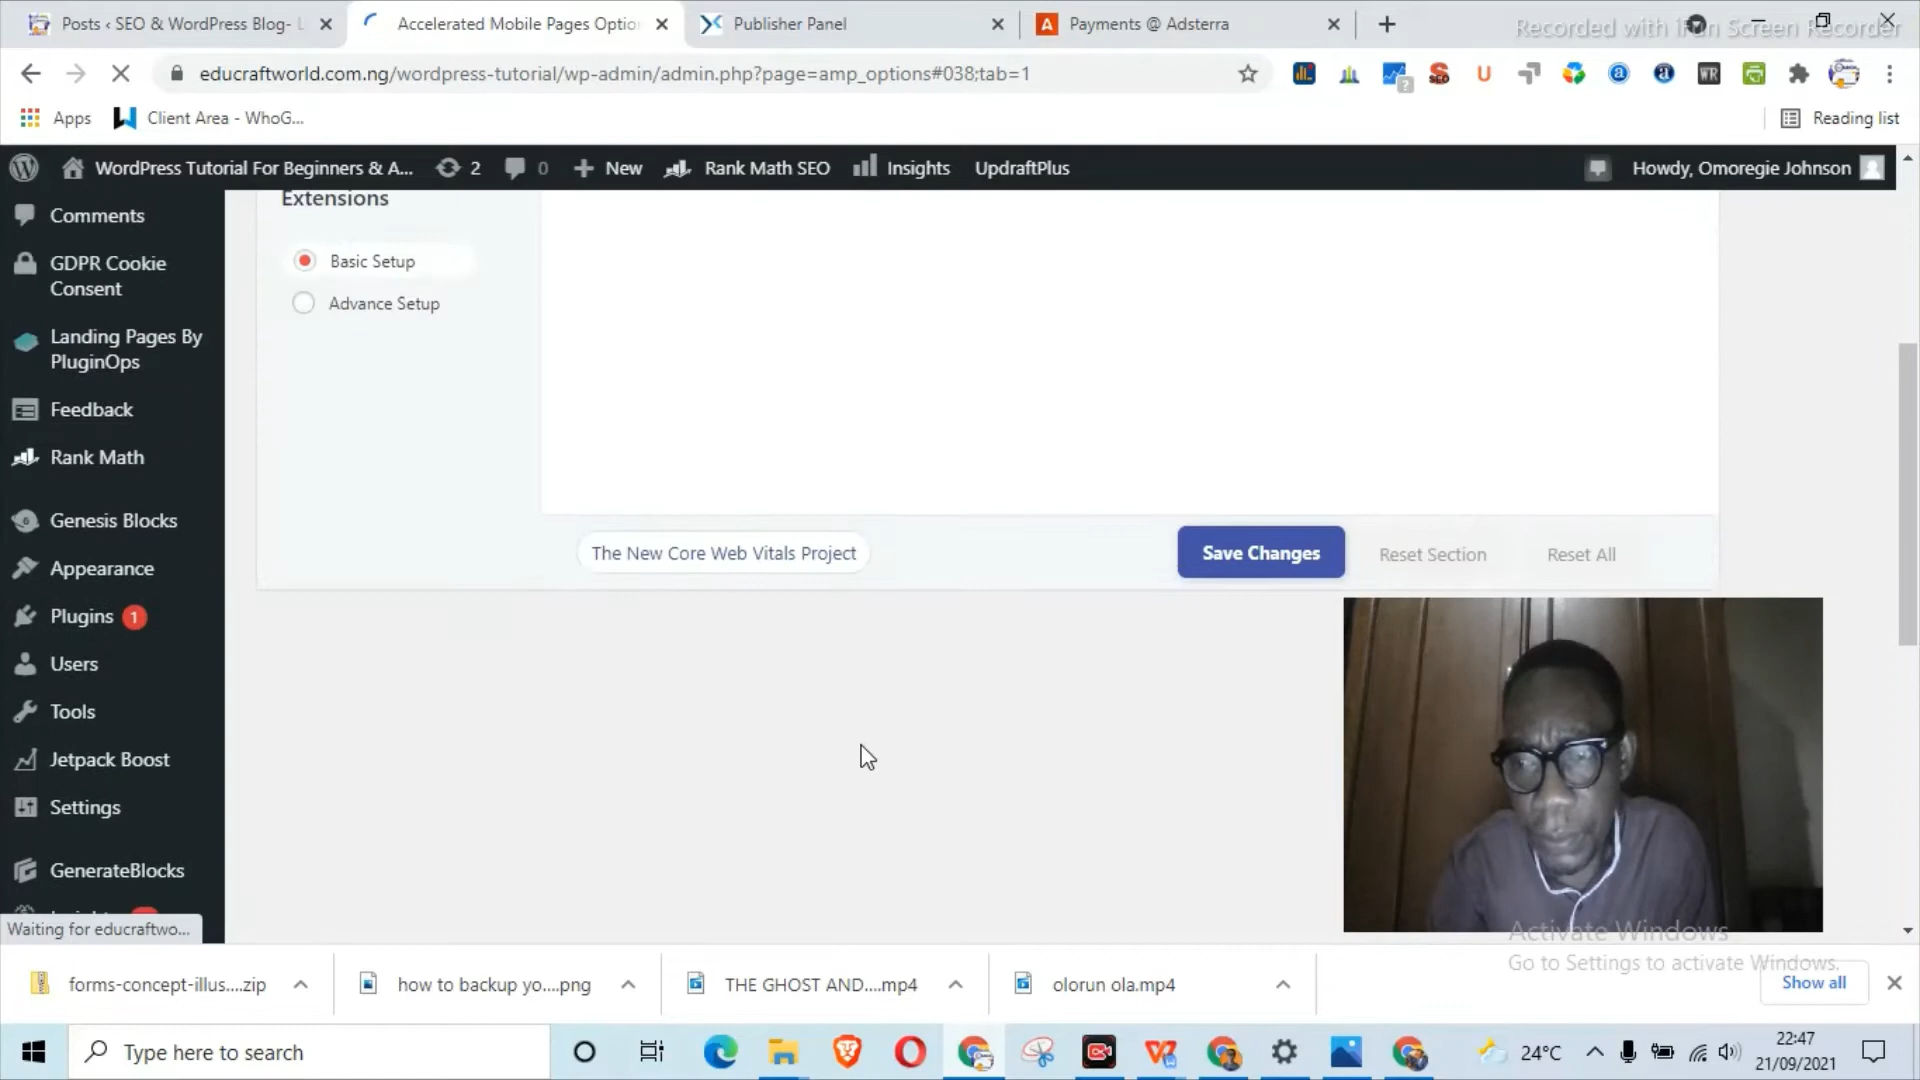 Posts ‹ SEO & WordPress Blog- L
Accelerated Mobile Pages Optio
Publisher Panel
Payments @ Adsterra
Recorded with iFun Screen Recorder
educraftworld.com.ng/wordpress-tutorial/wp-admin/admin.php?page=amp_options#038;tab=1
Apps
Client Area - WhoG...
Reading list
WordPress Tutorial For Beginners & A...
2
0
New
Rank Math SEO
Insights
UpdraftPlus
Howdy, Omoregie Johnson
Comments
GDPR Cookie
Consent
Landing Pages By
PluginOps
Feedback
Rank Math
Genesis Blocks
Appearance
Plugins 1
Users
Tools
Jetpack Boost
Settings
GenerateBlocks
Waiting for educraftwo...
Extensions
Basic Setup
Advance Setup
The New Core Web Vitals Project
Save Changes
Reset Section
Reset All
Activate Windows
Go to Settings to activate Windows.
forms-concept-illus....zip
how to backup yo....png
THE GHOST AND....mp4
olorun ola.mp4
Show all
Type here to search
24°C
22:47
21/09/2021